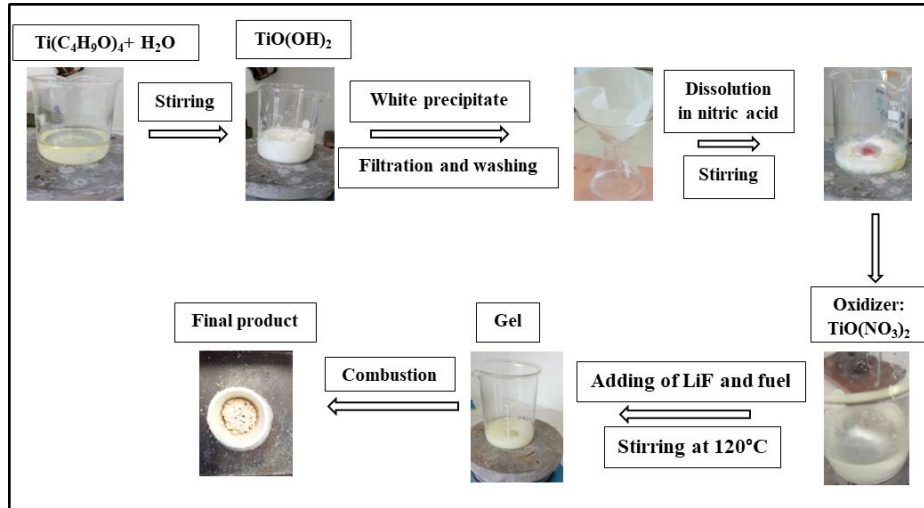 Ti(C₄H₉O)₄+ H₂O
Stirring
TiO(OH)₂
White precipitate
Filtration and washing
Dissolution
in nitric acid
Stirring
Oxidizer:
TiO(NO₃)₂
Adding of LiF and fuel
Stirring at 120°C
Gel
Combustion
Final product